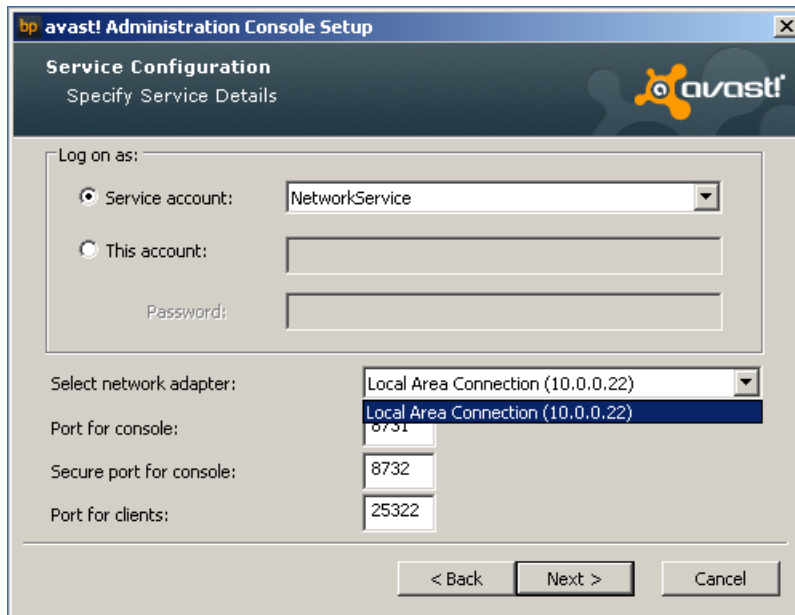 bp avast! Administration Console Setup
Service Configuration
Specify Service Details
avast!
Log on as:
Service account: NetworkService
This account:
Password:
Select network adapter: Local Area Connection (10.0.0.22)
Local Area Connection (10.0.0.22)
Port for console: 8731
Secure port for console: 8732
Port for clients: 25322
< Back Next > Cancel